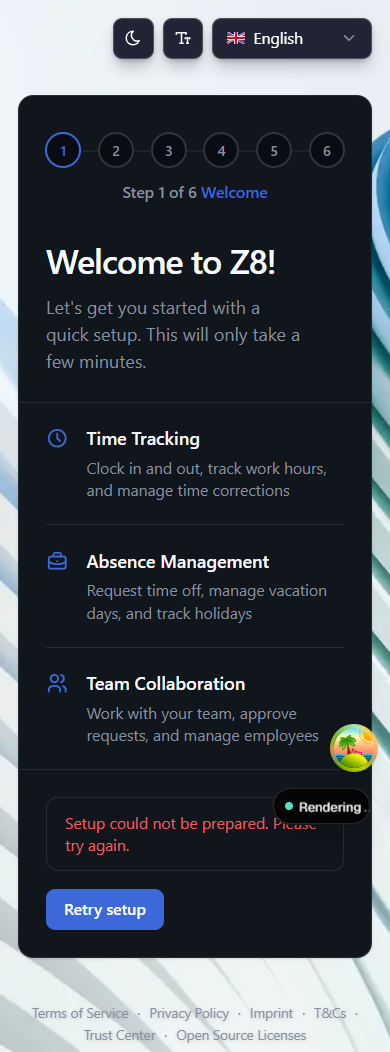 English
1 2 3 4 5 6
Step 1 of 6 Welcome
Welcome to Z8!
Let's get you started with a
quick setup. This will only take a
few minutes.
Time Tracking
Clock in and out, track work hours,
and manage time corrections
Absence Management
Request time off, manage vacation
days, and track holidays
Team Collaboration
Work with your team, approve
requests, and manage employees
Rendering.
Setup could not be prepared. Please
try again.
Retry setup
Terms of Service · Privacy Policy · Imprint · T&Cs ·
Trust Center · Open Source Licenses